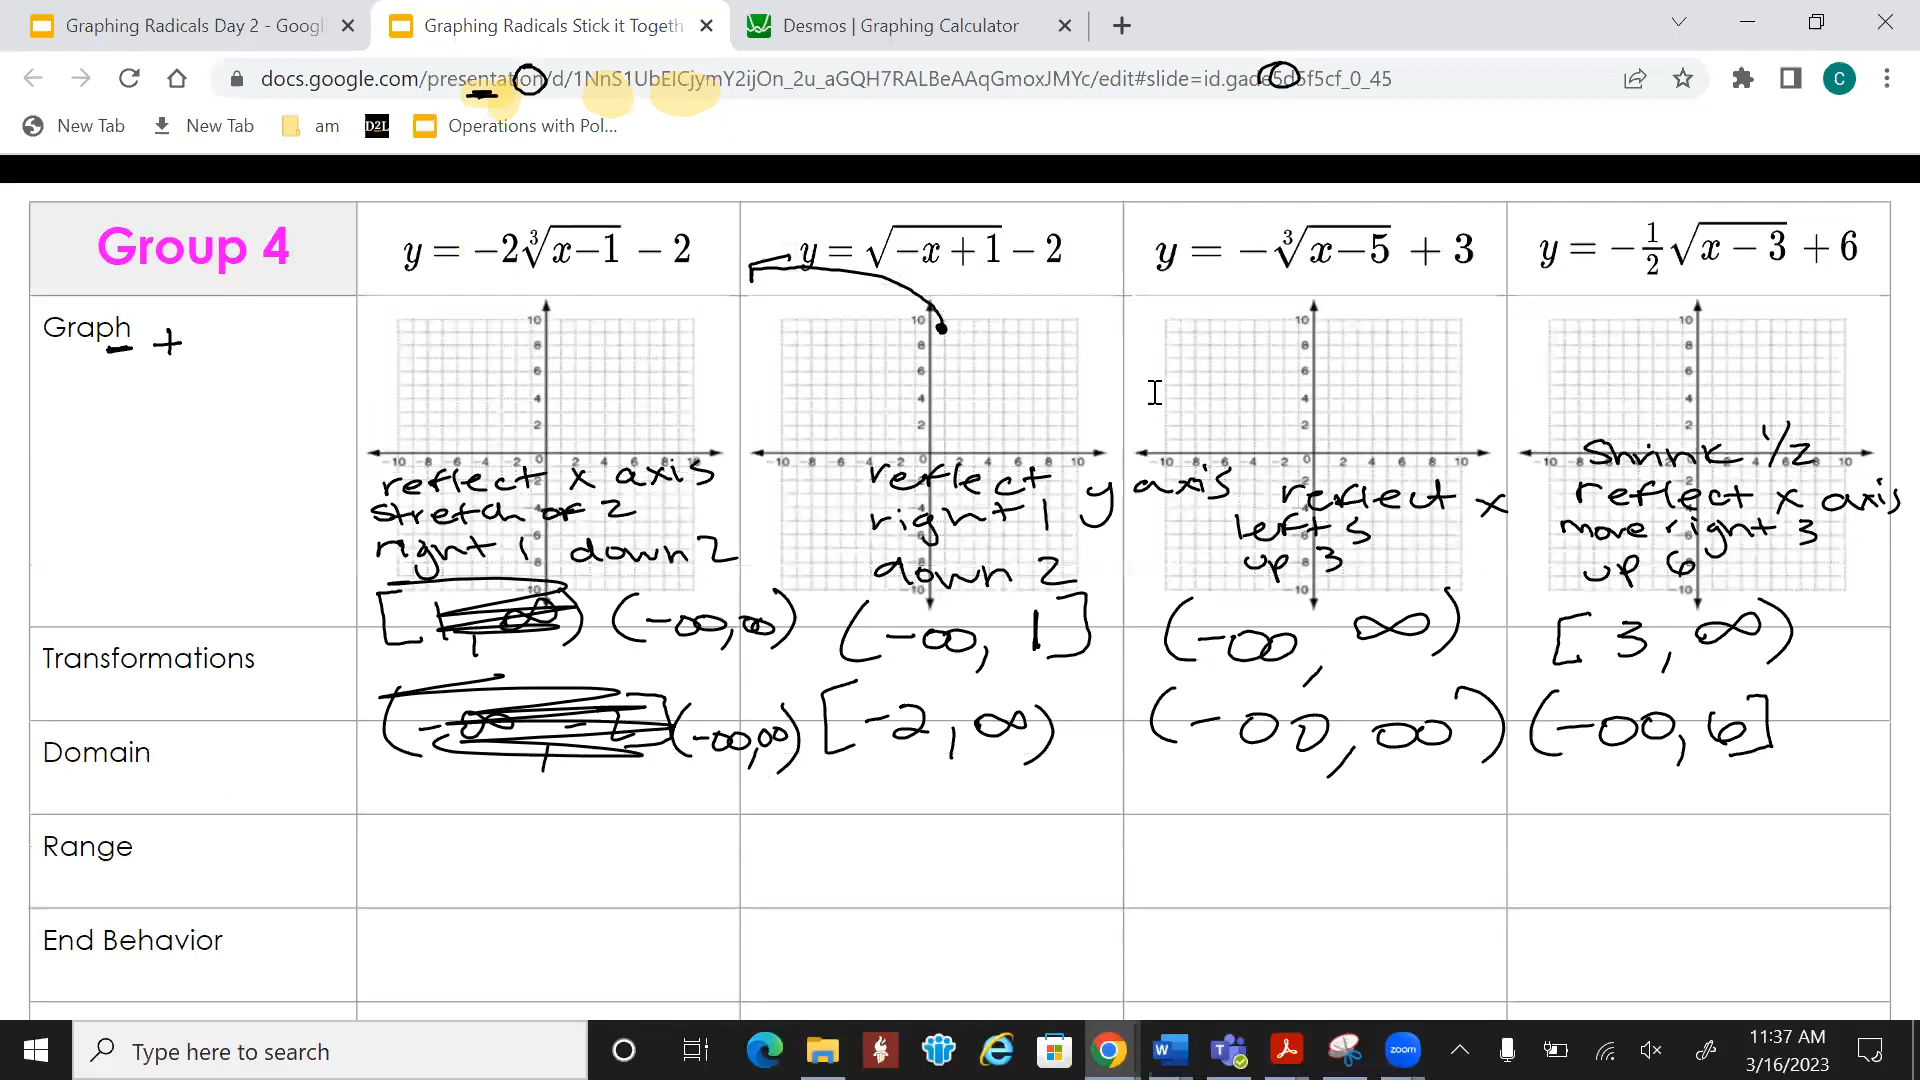 Graphing Radicals Day 2 - Googl
Graphing Radicals Stick it Togeth
Desmos | Graphing Calculator
docs.google.com/presentation/d/1NnS1UbEICjymY2ijOn_2u_aGQH7RALBeAAqGmoxJMYc/edit#slide=id.gade5d5f5cf_0_45
C
New Tab
New Tab
am
D2L
Operations with Pol...
Group 4
y = -2∛(x-1) - 2
y = √(-x + 1) - 2
y = -∛(x-5) + 3
y = -1/2 √(x - 3) + 6
Graph
- +
reflect x axis
stretch of 2
right 1 down 2
reflect y axis
right 1
down 2
reflect x
left 5
up 3
Shrink 1/2
reflect x axis
move right 3
up 6
(-∞,∞)
(-∞, 1]
(-∞, ∞)
[3, ∞)
Transformations
(-∞,∞)
[-2, ∞)
(-∞, ∞)
(-∞, 6]
Domain
Range
End Behavior
Type here to search
zoom
11:37 AM
3/16/2023